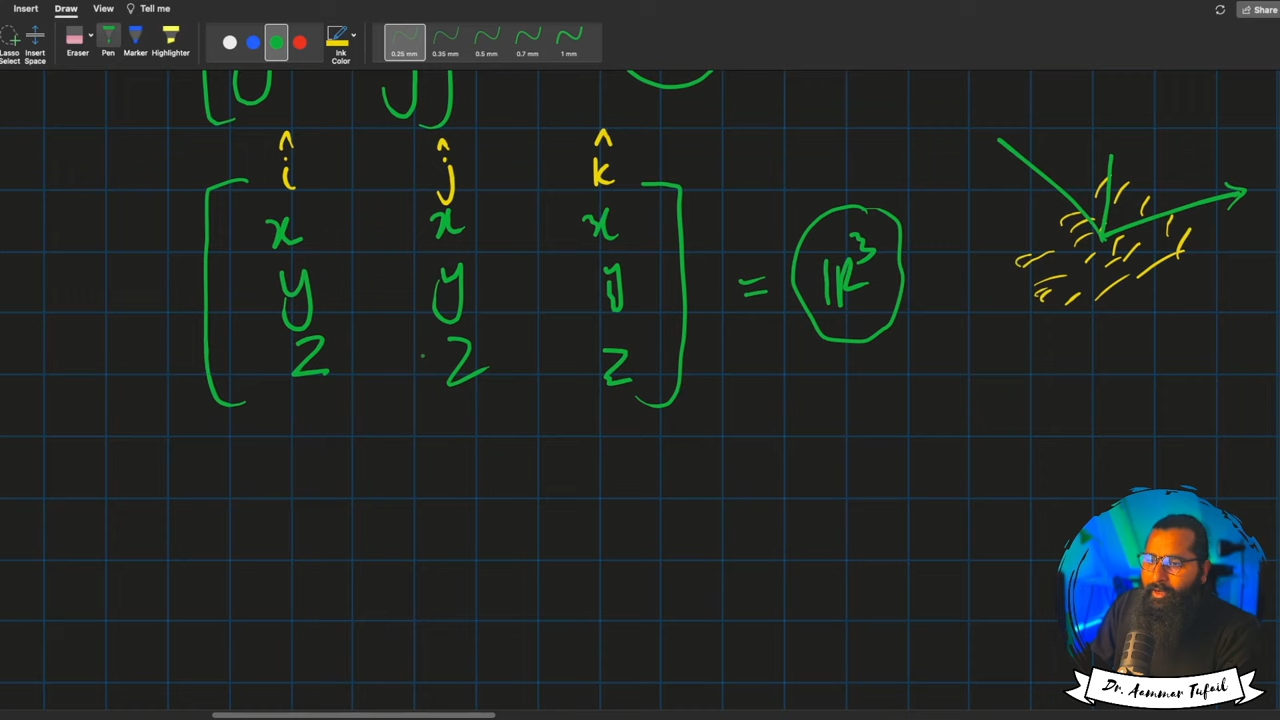 Insert Draw View Tell me
Share
Lasso Select
Insert Space
Eraser
Pen
Marker
Highlighter
Ink Color
0.25 mm
0.35 mm
0.5 mm
0.7 mm
1 mm
î ĵ k̂
x x x
y y y
z z z
= ℝ³
Dr. Aammar Tufail